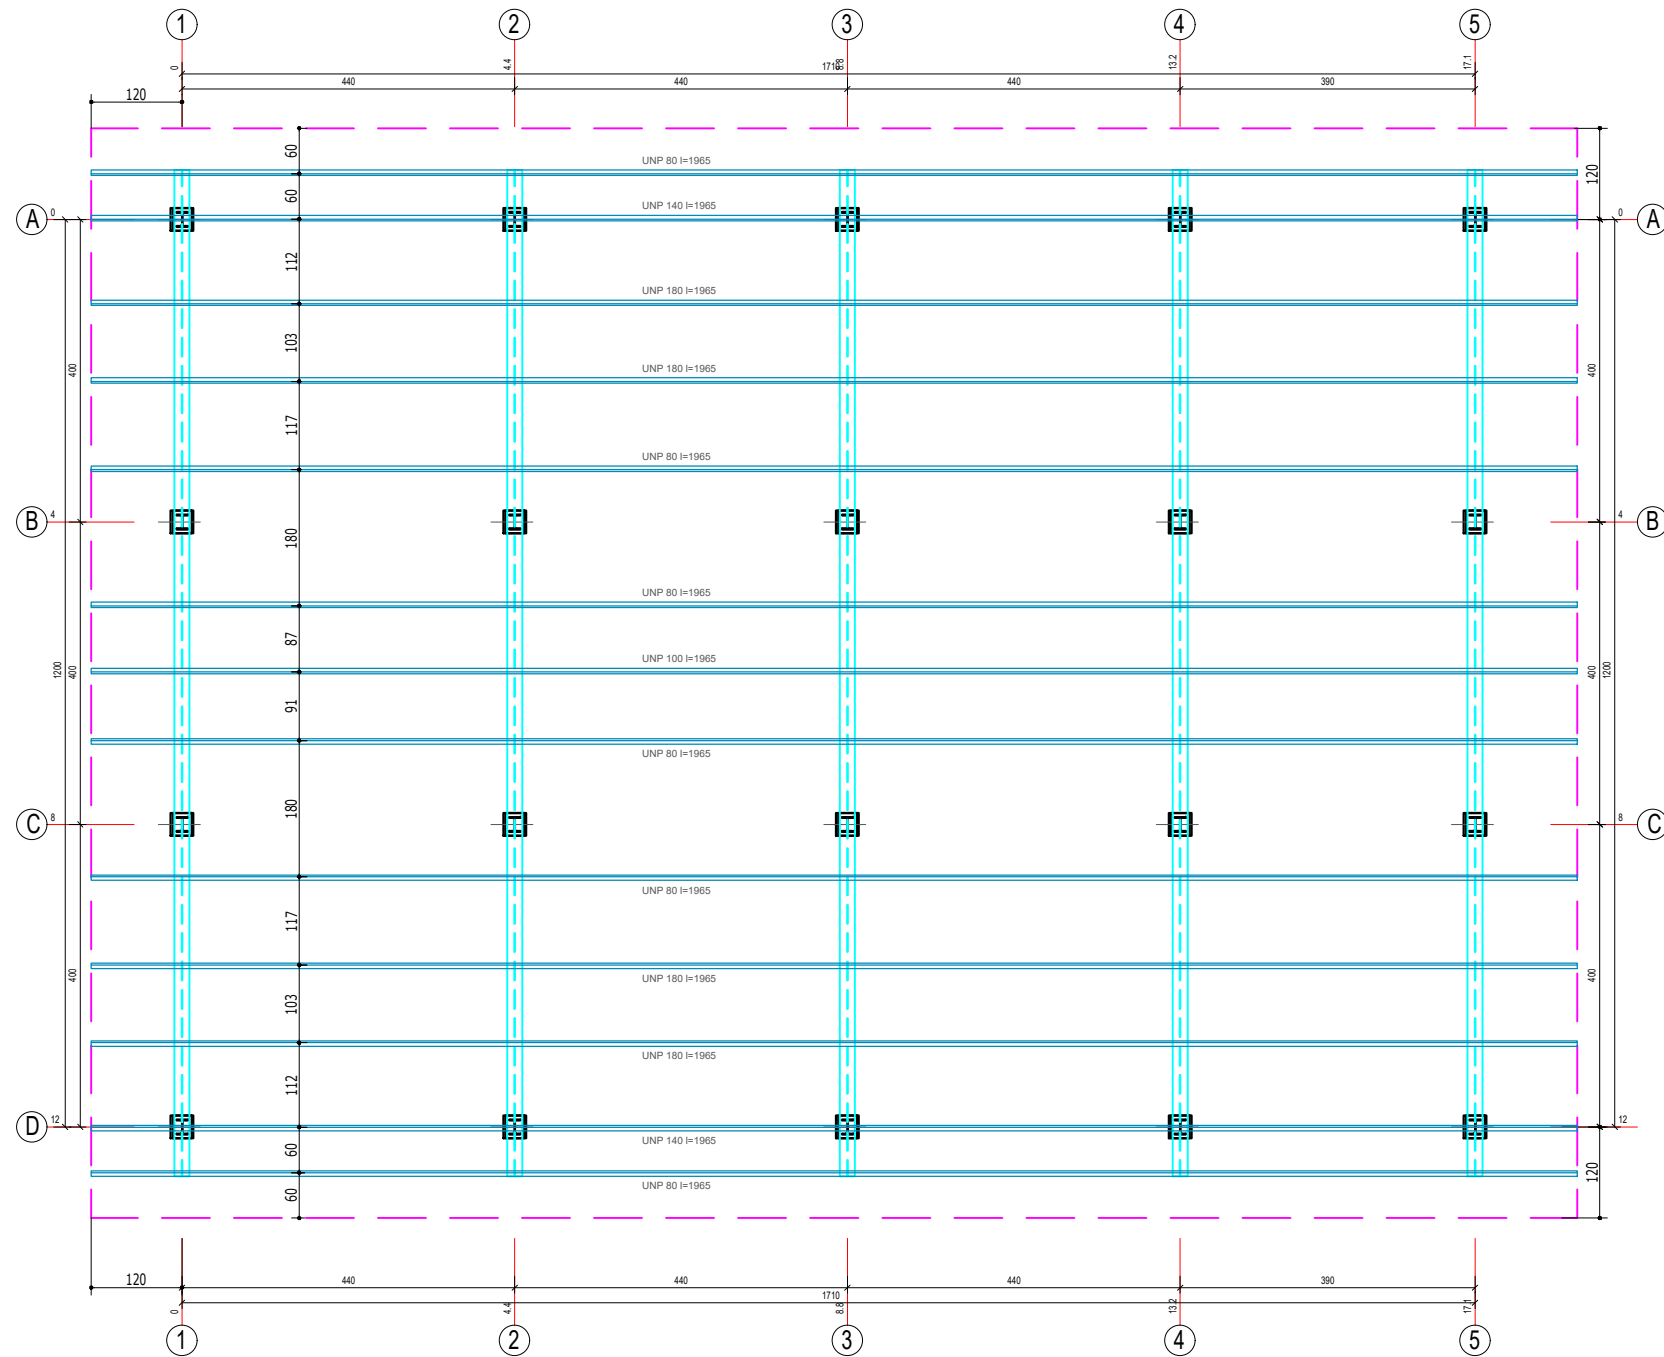 1 2 3 4 5
0 4.4 8.8 13.2 17.1
1710
440 440 440 390
120
60
UNP 80 l=1965
120
60
UNP 140 l=1965
A 0 0 A
112
UNP 180 l=1965
103
400 UNP 180 l=1965 400
117
UNP 80 l=1965
B 4 4 B
180
UNP 80 l=1965
87
UNP 100 l=1965
1200 400 400 1200
91
UNP 80 l=1965
180
C 8 8 C
UNP 80 l=1965
117
400 UNP 180 l=1965 400
103
UNP 180 l=1965
112
D 12 12
UNP 140 l=1965
60
120
UNP 80 l=1965
60
120 440 440 440 390
1710
0 4.4 8.8 13.2 17.1
1 2 3 4 5